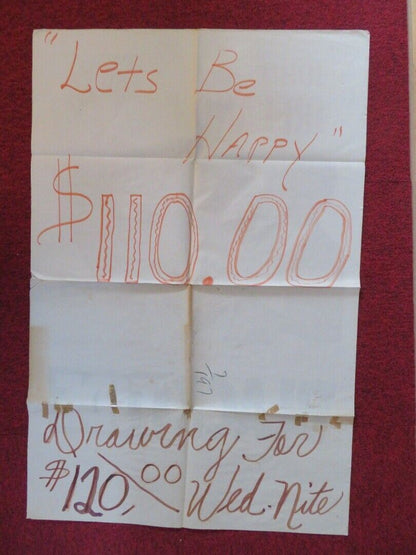 "Lets Be
Happy"
$110.00
Drawing For
$120,00 Wed. Nite